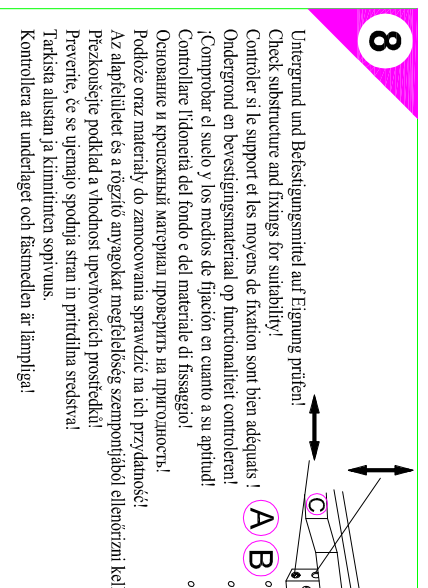 8
Untergrund und Befestigungsmittel auf Eignung prüfen!
Check substructure and fixings for suitability!
Contrôler si le support et les moyens de fixation sont bien adéquats !
Ondergrond en bevestigingsmateriaal op functionaliteit controleren!
¡Comprobar el suelo y los medios de fijación en cuanto a su aptitud!
Controllare l'idoneità del fondo e del materiale di fissaggio!
Основание и крепежный материал проверить на пригодность!
Podłoże oraz materiały do zamocowania sprawdzić na ich przydatność!
Az alapfelületet és a rögzítő anyagokat megfelelőség szempontjából ellenőrizni kel
Přezkoušejte podklad a vhodnost upevňovacích prostředků!
Preverite, če se ujemajo spodnja stran in pritrdilna sredstva!
Tarkista alustan ja kiinnitinten sopivuus.
Kontrollera att underlaget och fästmedlen är lämpliga!
C
A B